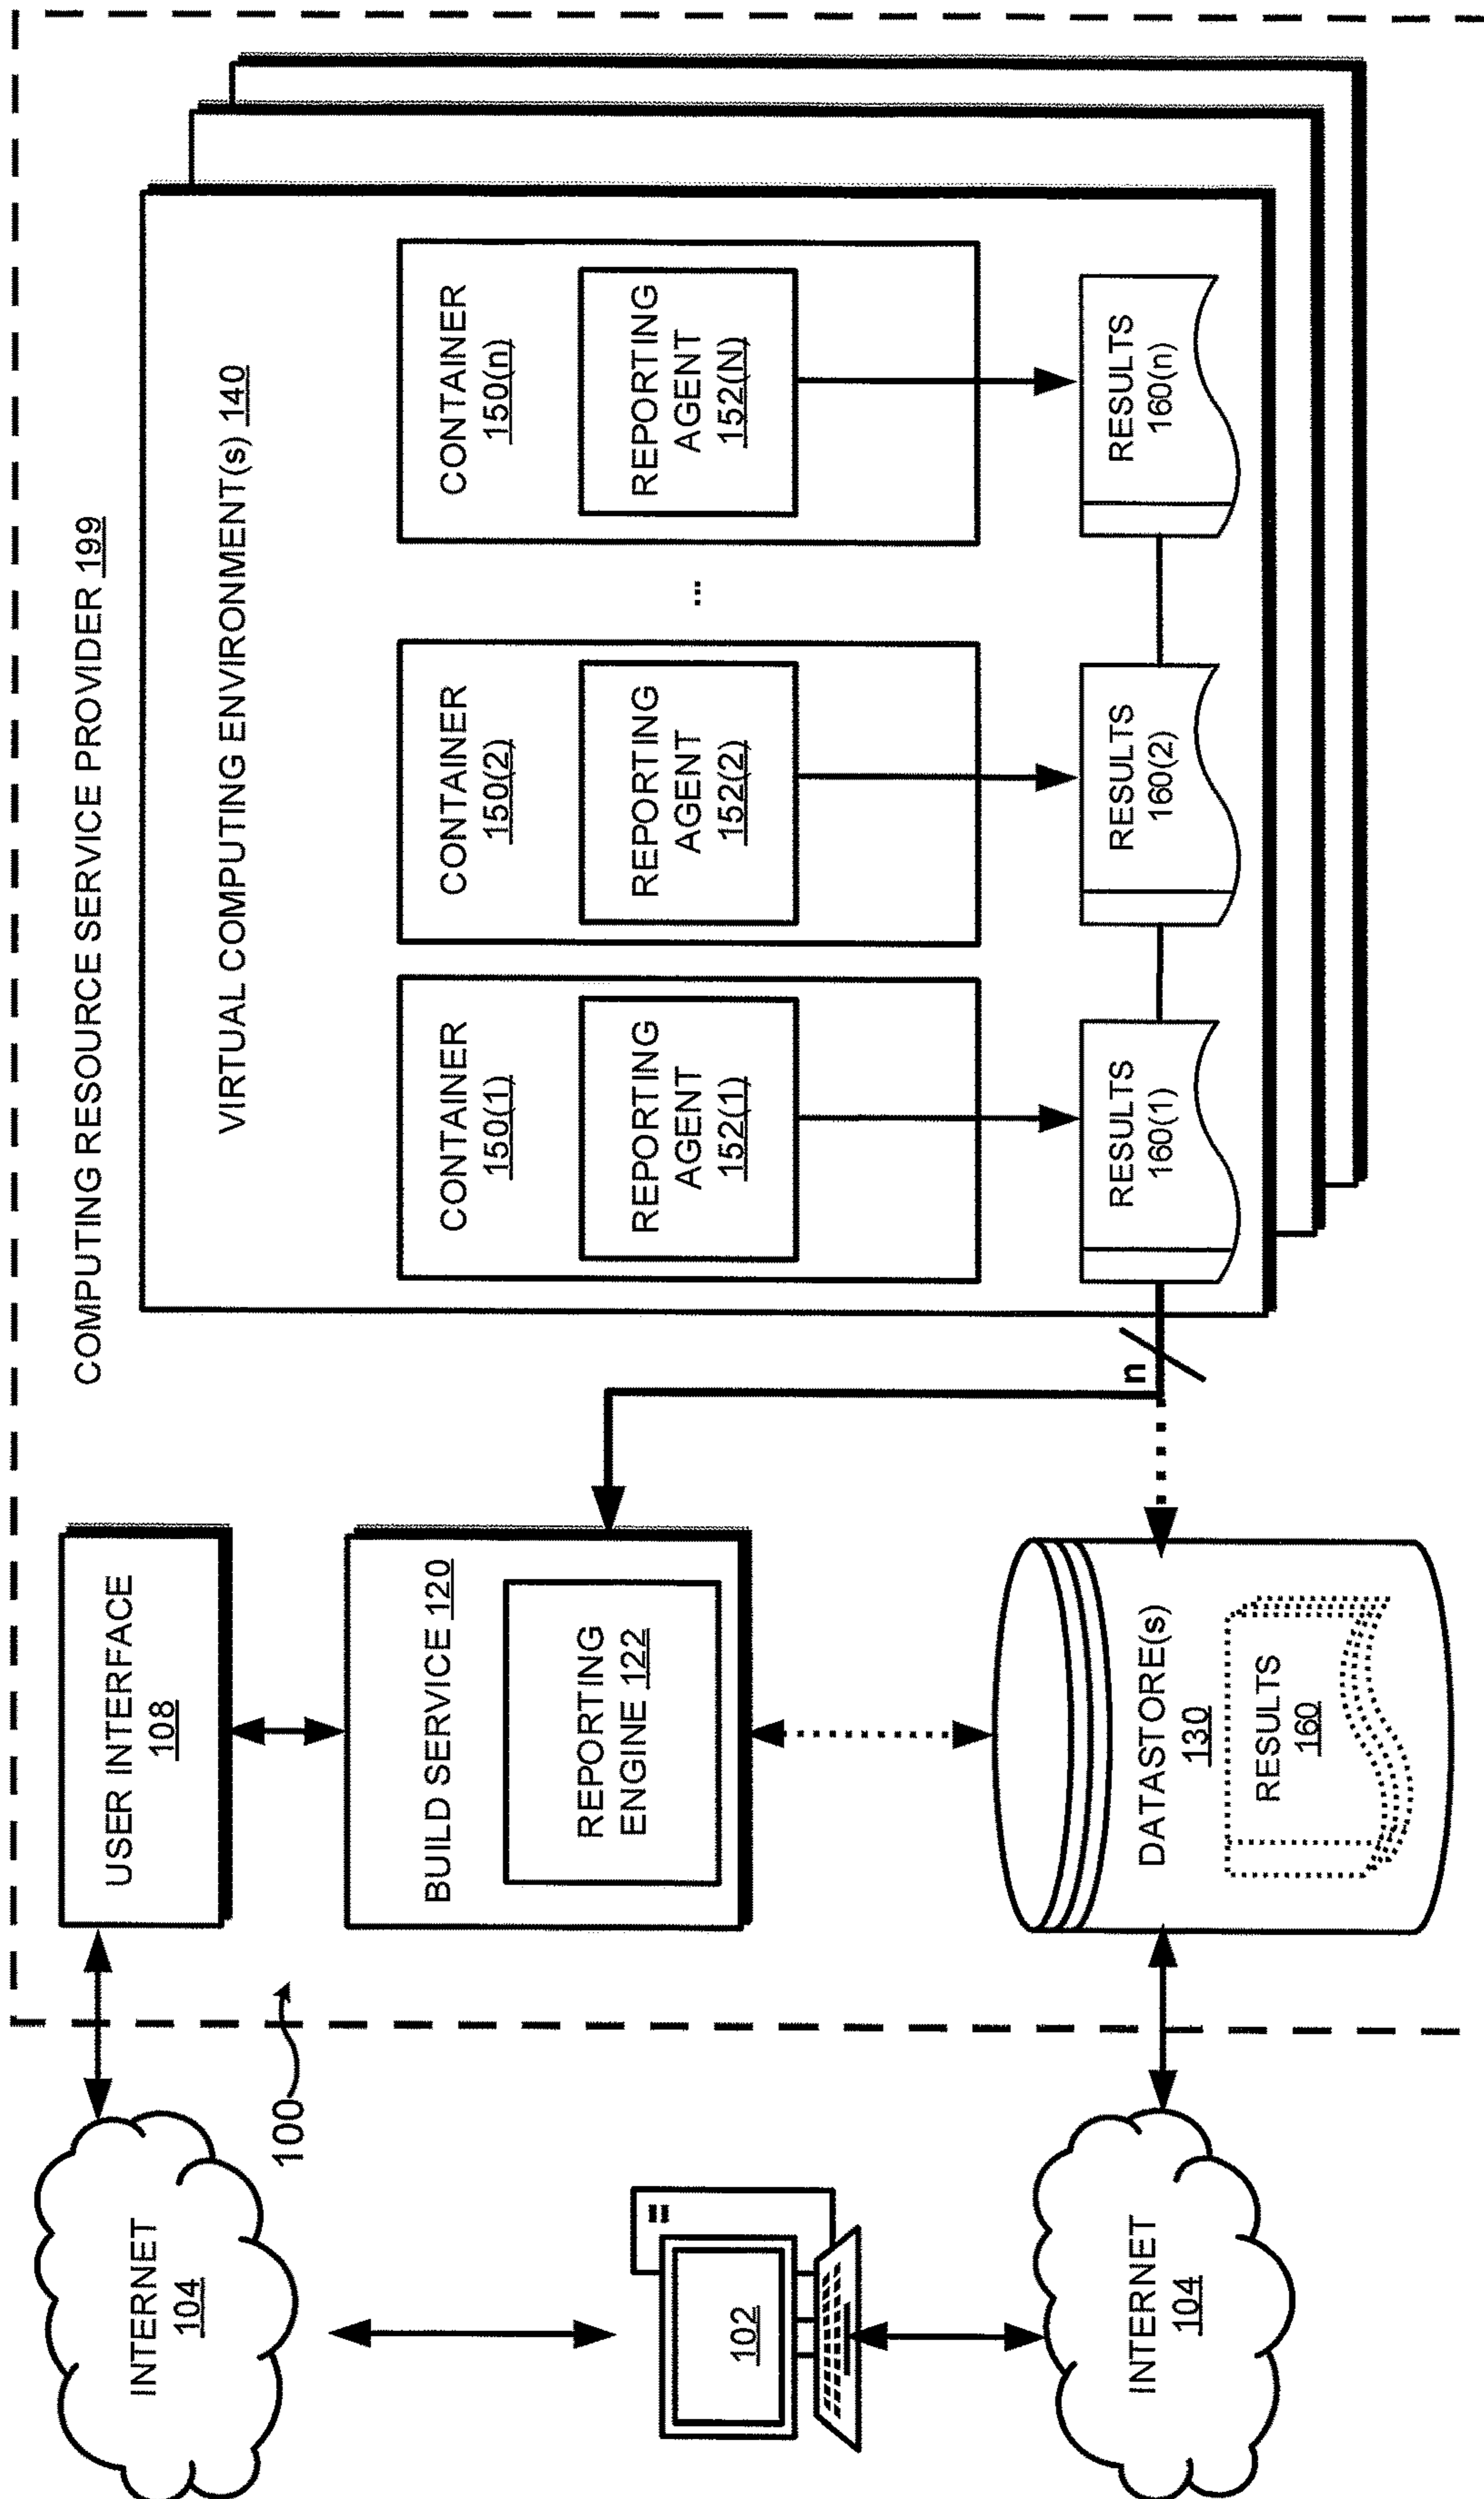 COMPUTING RESOURCE SERVICE PROVIDER 199
INTERNET
104
100
USER INTERFACE
108
BUILD SERVICE 120
REPORTING
ENGINE 122
102
INTERNET
104
DATASTORE(s)
130
RESULTS
160
n
VIRTUAL COMPUTING ENVIRONMENT(s) 140
CONTAINER
150(1)
REPORTING
AGENT
152(1)
RESULTS
160(1)
CONTAINER
150(2)
REPORTING
AGENT
152(2)
RESULTS
160(2)
...
CONTAINER
150(n)
REPORTING
AGENT
152(N)
RESULTS
160(n)